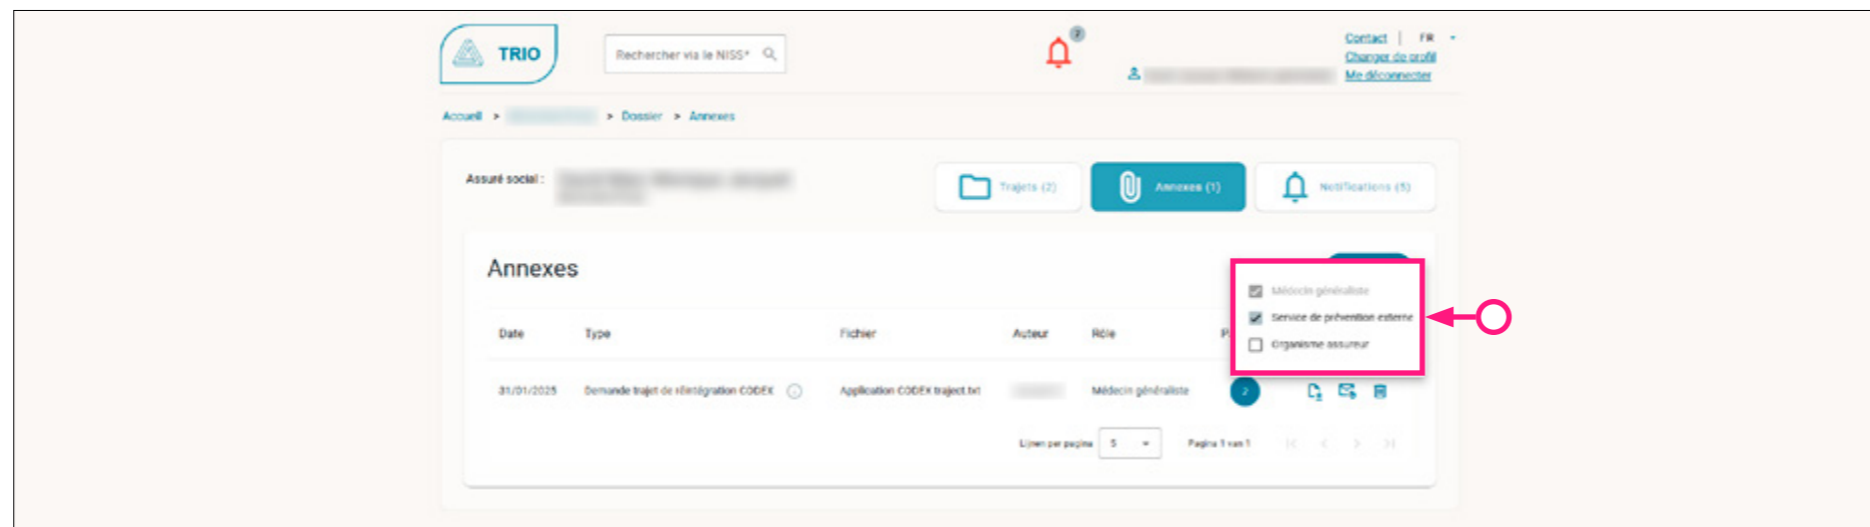 TRIO
Rechercher via le NISS*
2
Contact | FR
Changer de profil
Me déconnecter
Accueil > > Dossier > Annexes
Assuré social :
Trajets (2)
Annexes (1)
Notifications (5)
Annexes
Médecin généraliste
Service de prévention externe
Organisme assureur
Date Type Fichier Auteur Rôle P
31/01/2025 Demande trajet de réintégration CODEX Application CODEX traject.txt Médecin généraliste 2
Lijnen per pagina 5 Pagina 1 van 1